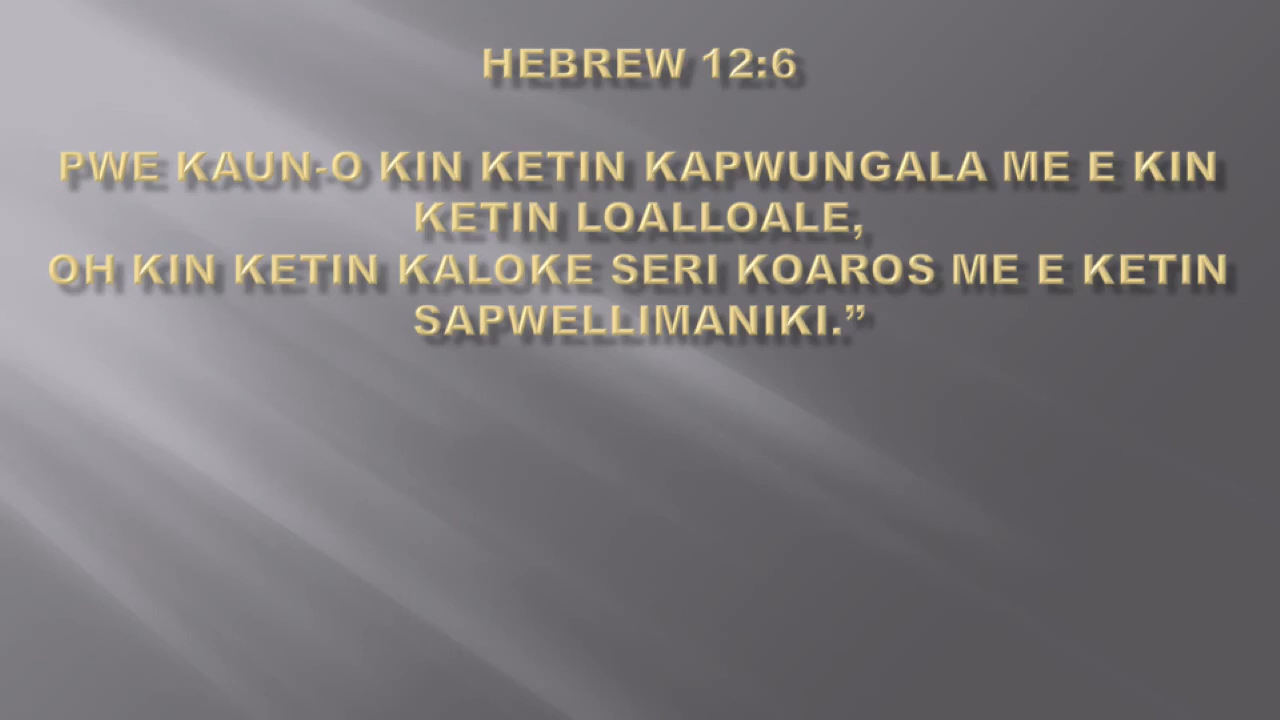 HEBREW 12:6
PWE KAUN-O KIN KETIN KAPWUNGALA ME E KIN
KETIN LOALLOALE,
OH KIN KETIN KALOKE SERI KOAROS ME E KETIN
SAPWELLIMANIKI.”